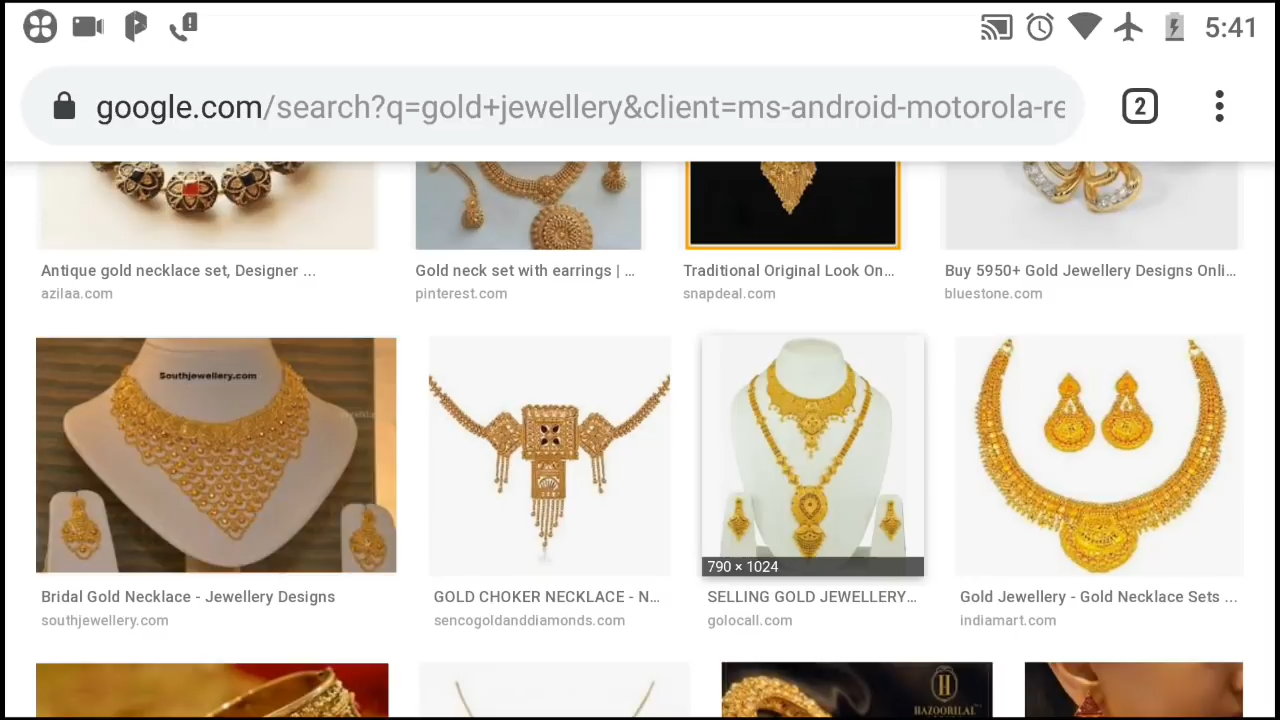 5:41
google.com/search?q=gold+jewellery&client=ms-android-motorola-re
2
Antique gold necklace set, Designer ...
azilaa.com
Gold neck set with earrings | ...
pinterest.com
Traditional Original Look On...
snapdeal.com
Buy 5950+ Gold Jewellery Designs Onli...
bluestone.com
Southjewellery.com
790 × 1024
Bridal Gold Necklace - Jewellery Designs
southjewellery.com
GOLD CHOKER NECKLACE - N...
sencogoldanddiamonds.com
SELLING GOLD JEWELLERY...
golocall.com
Gold Jewellery - Gold Necklace Sets ...
indiamart.com
H
HAZOORILAL